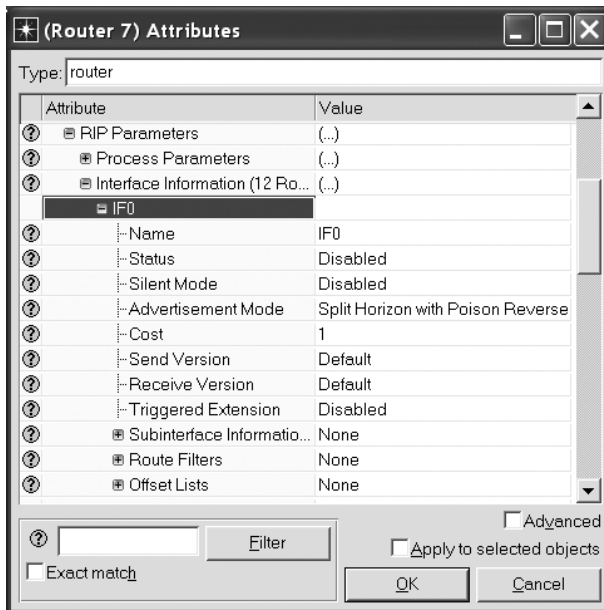 (Router 7) Attributes
Type: router
Attribute Value
RIP Parameters (...)
Process Parameters (...)
Interface Information (12 Ro... (...)
IF0
Name IF0
Status Disabled
Silent Mode Disabled
Advertisement Mode Split Horizon with Poison Reverse
Cost 1
Send Version Default
Receive Version Default
Triggered Extension Disabled
Subinterface Informatio... None
Route Filters None
Offset Lists None
Advanced
Filter
Apply to selected objects
Exact match
OK Cancel